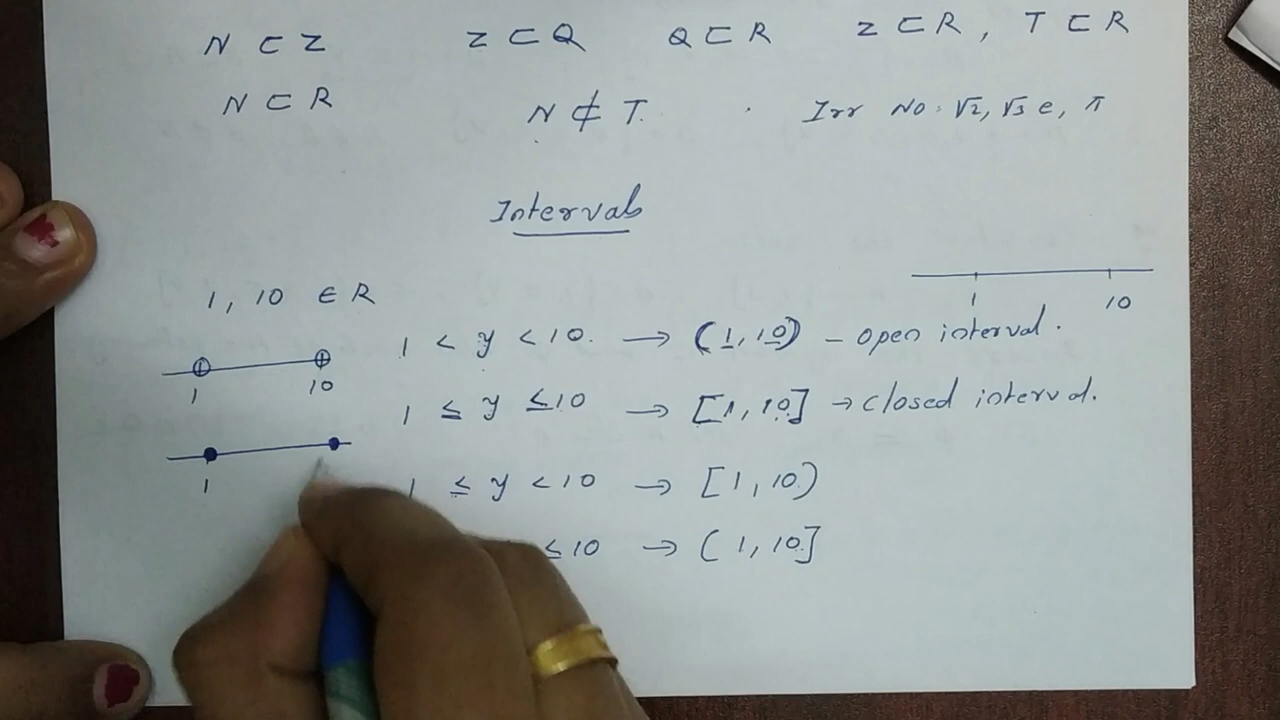 N ⊂ Z Z ⊂ Q Q ⊂ R Z ⊂ R , T ⊂ R
N ⊂ R N ⊄ T. Irr No: √2, √3 e, π
Intervals
1, 10 ∈ R
1 10
1 < y < 10. → (1, 10) - open interval.
1 10
1 ≤ y ≤ 10 → [1, 10] → closed interval.
1
1 ≤ y < 10 → [1, 10)
≤ 10 → (1, 10]